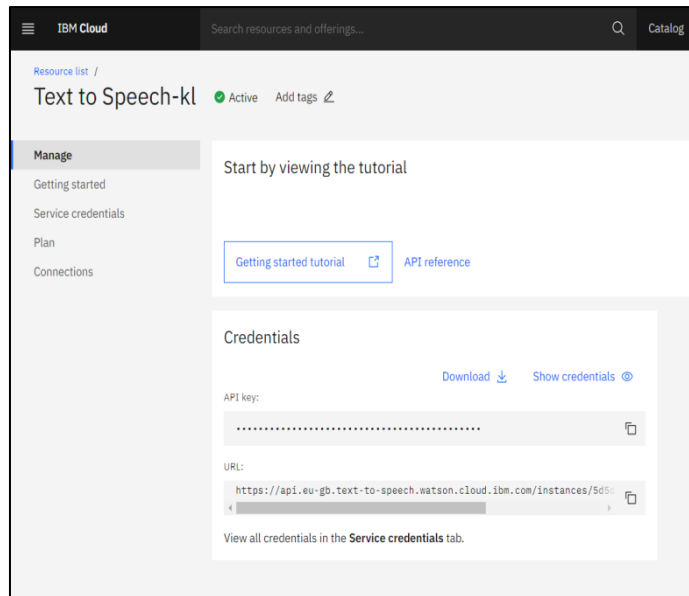 IBM Cloud
Search resources and offerings...
Catalog
Resource list /
Text to Speech-kl
Active
Add tags
Manage
Getting started
Service credentials
Plan
Connections
Start by viewing the tutorial
Getting started tutorial
API reference
Credentials
Download
Show credentials
API key:
............................................
URL:
https://api.eu-gb.text-to-speech.watson.cloud.ibm.com/instances/5d5
View all credentials in the Service credentials tab.